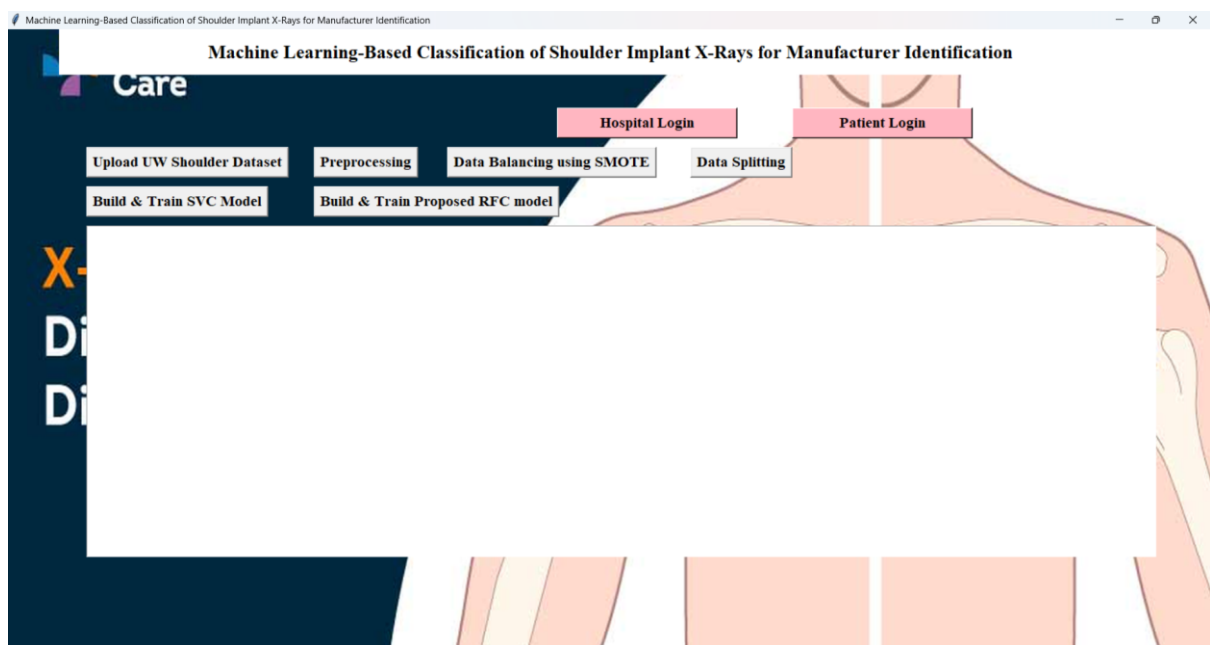 Machine Learning-Based Classification of Shoulder Implant X-Rays for Manufacturer Identification
Machine Learning-Based Classification of Shoulder Implant X-Rays for Manufacturer Identification
Care
Hospital Login
Patient Login
Upload UW Shoulder Dataset
Preprocessing
Data Balancing using SMOTE
Data Splitting
Build & Train SVC Model
Build & Train Proposed RFC model
X-
Di
Di